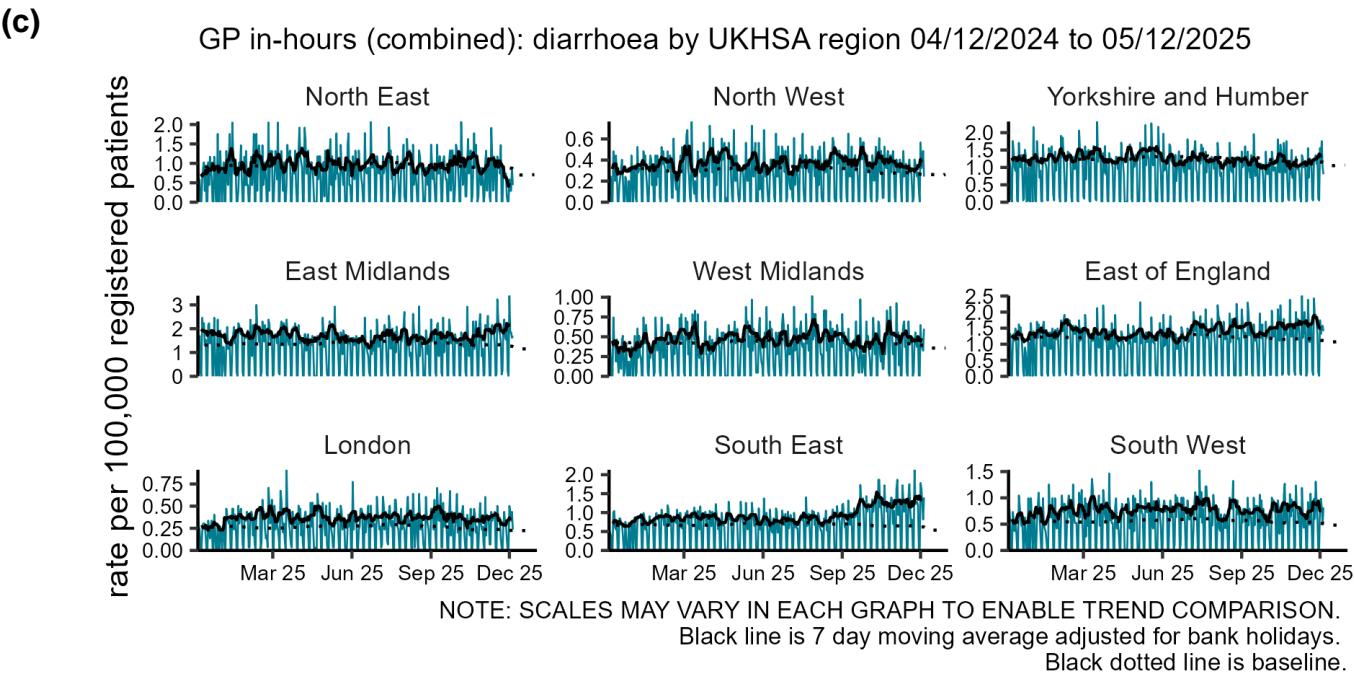 (c)
GP in-hours (combined): diarrhoea by UKHSA region 04/12/2024 to 05/12/2025
rate per 100,000 registered patients
North East
2.0
1.5
1.0
0.5
0.0
North West
0.6
0.4
0.2
0.0
Yorkshire and Humber
2.0
1.5
1.0
0.5
0.0
East Midlands
3
2
1
0
West Midlands
1.00
0.75
0.50
0.25
0.00
East of England
2.5
2.0
1.5
1.0
0.5
0.0
London
0.75
0.50
0.25
0.00
Mar 25 Jun 25 Sep 25 Dec 25
South East
2.0
1.5
1.0
0.5
0.0
Mar 25 Jun 25 Sep 25 Dec 25
South West
1.5
1.0
0.5
0.0
Mar 25 Jun 25 Sep 25 Dec 25
NOTE: SCALES MAY VARY IN EACH GRAPH TO ENABLE TREND COMPARISON.
Black line is 7 day moving average adjusted for bank holidays.
Black dotted line is baseline.